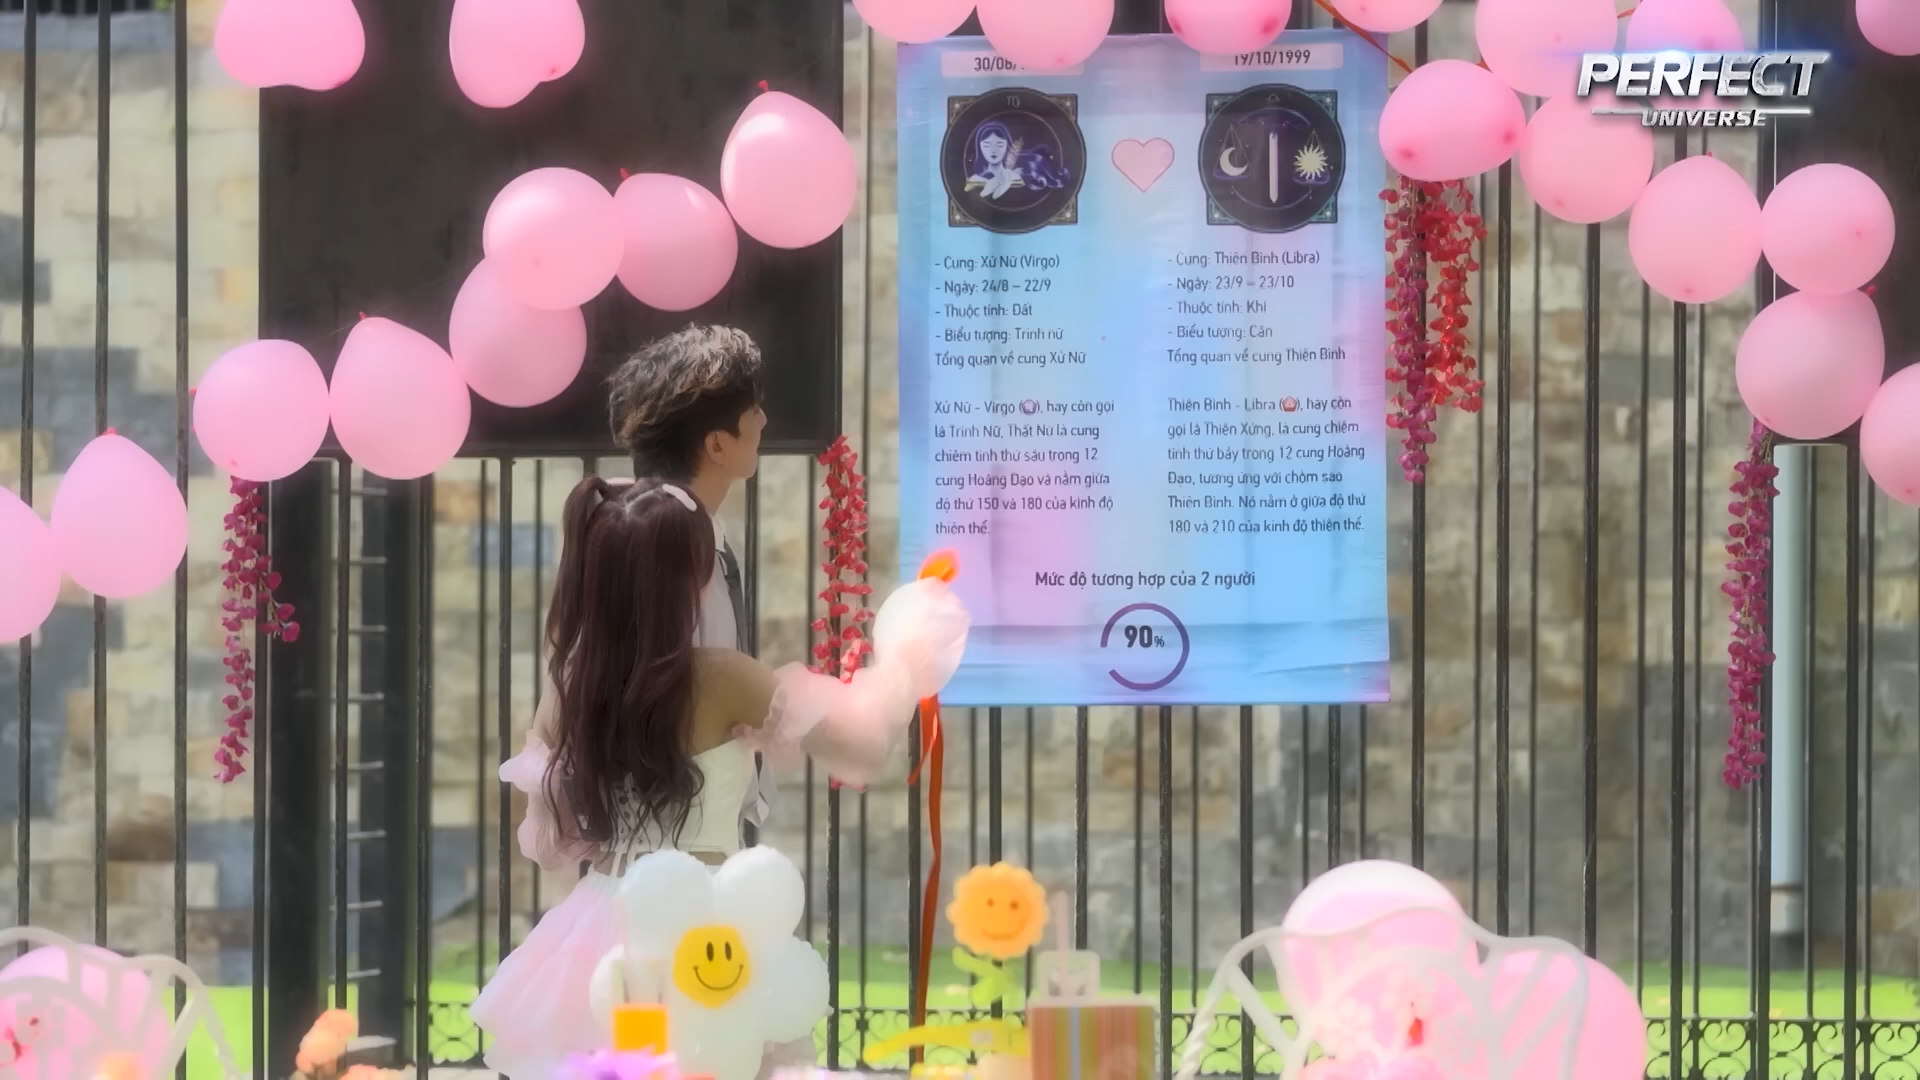 PERFECT
UNIVERSE
19/10/1999
- Cung: Xử Nữ (Virgo)
- Ngày: 24/8 – 22/9
- Thuộc tính: Đất
- Biểu tượng: Trinh nữ
Tổng quan về cung Xử Nữ
Xử Nữ - Virgo (♍), hay còn gọi
là Trinh Nữ, Thất Nữ là cung
chiêm tinh thứ sáu trong 12
cung Hoàng Đạo và nằm giữa
độ thứ 150 và 180 của kinh độ
thiên thể.
- Cung: Thiên Bình (Libra)
- Ngày: 23/9 – 23/10
- Thuộc tính: Khí
- Biểu tượng: Cân
Tổng quan về cung Thiên Bình
Thiên Bình - Libra (♎), hay còn
gọi là Thiên Xứng, là cung chiêm
tinh thứ bảy trong 12 cung Hoàng
Đạo, tương ứng với chòm sao
Thiên Bình. Nó nằm ở giữa độ thứ
180 và 210 của kinh độ thiên thể.
Mức độ tương hợp của 2 người
90%